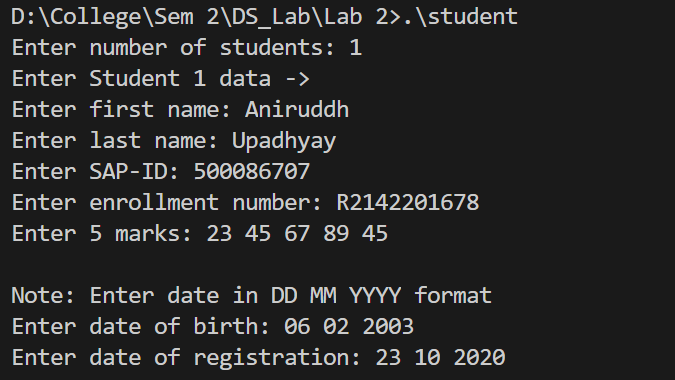 D:\College\Sem 2\DS_Lab\Lab 2>.\student
Enter number of students: 1
Enter Student 1 data ->
Enter first name: Aniruddh
Enter last name: Upadhyay
Enter SAP-ID: 500086707
Enter enrollment number: R2142201678
Enter 5 marks: 23 45 67 89 45
Note: Enter date in DD MM YYYY format
Enter date of birth: 06 02 2003
Enter date of registration: 23 10 2020